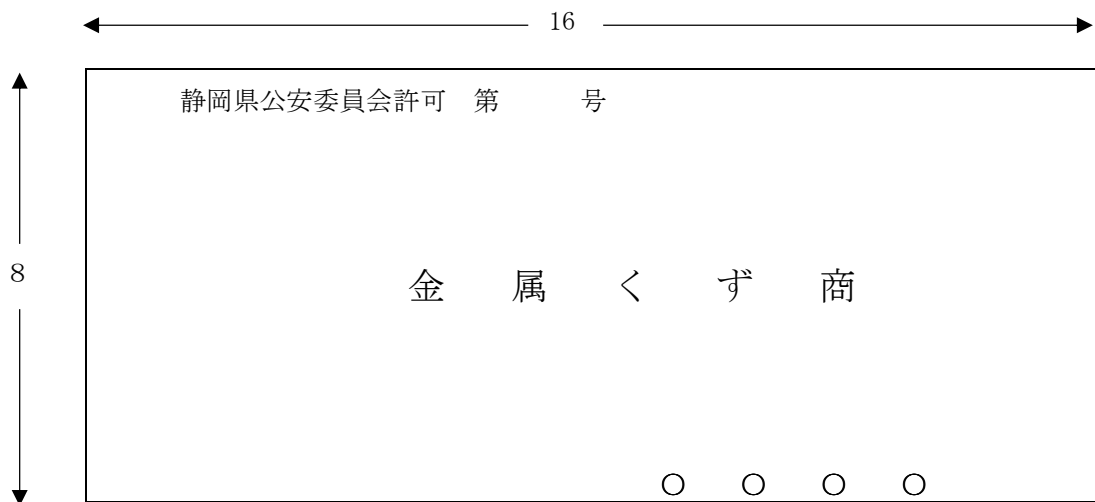 16
静岡県公安委員会許可　第　　　号
8
金　属　く　ず　商
○　○　○　○